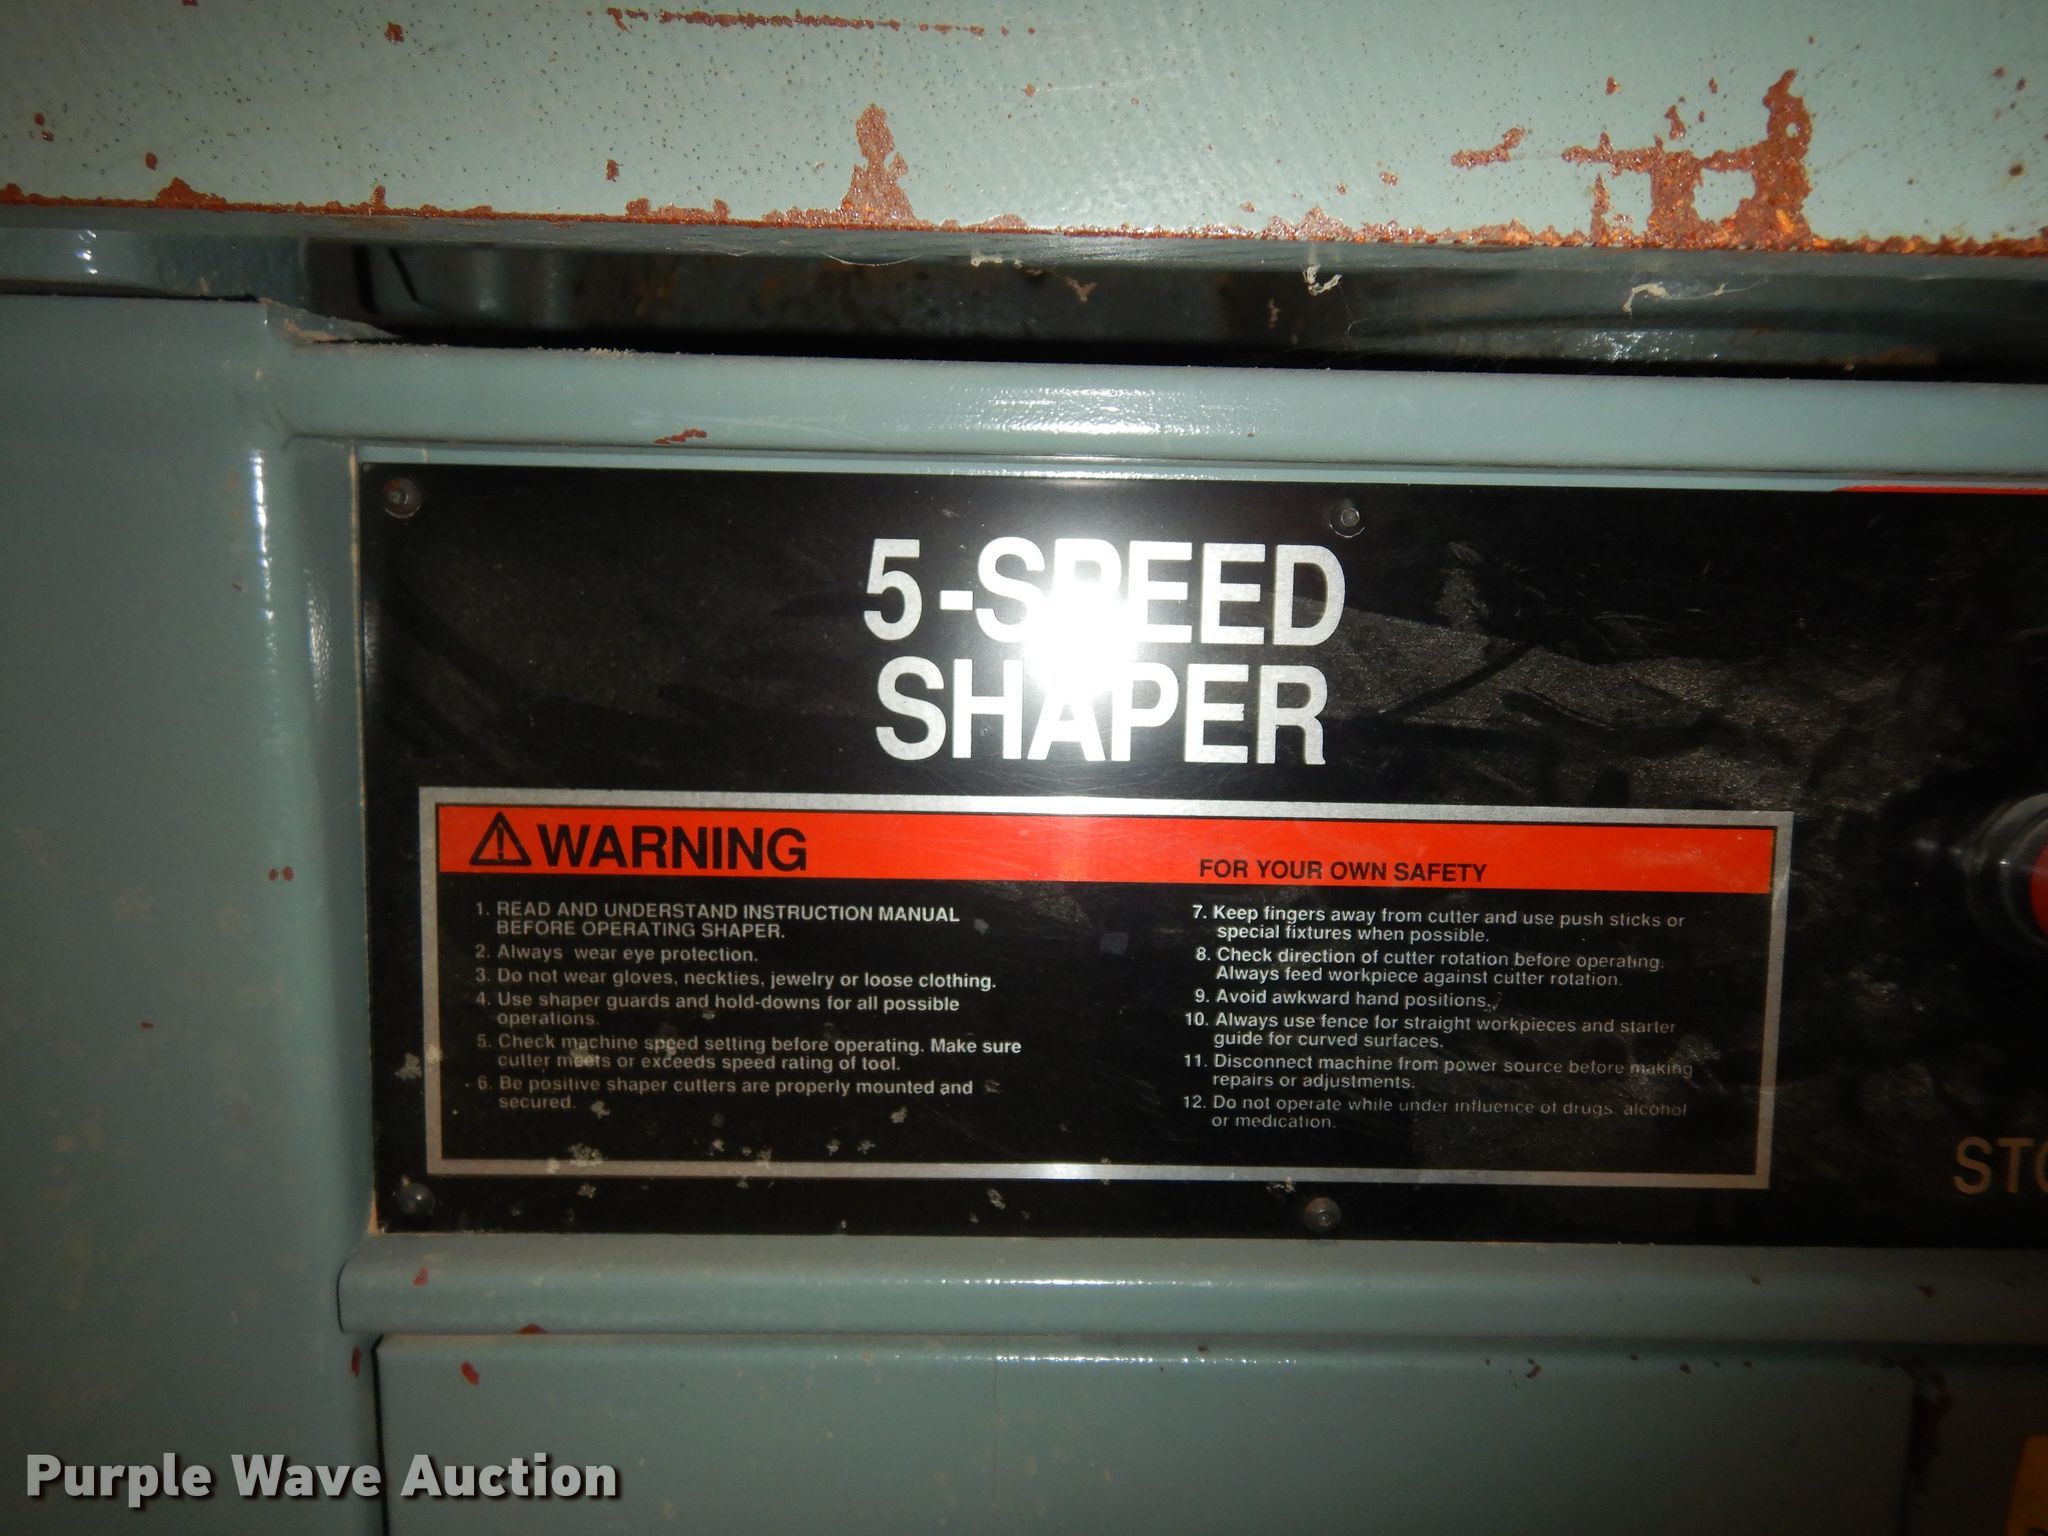 5-SPEED
SHAPER
WARNING
FOR YOUR OWN SAFETY
1. READ AND UNDERSTAND INSTRUCTION MANUAL
BEFORE OPERATING SHAPER.
2. Always wear eye protection.
3. Do not wear gloves, neckties, jewelry or loose clothing.
4. Use shaper guards and hold-downs for all possible
operations.
5. Check machine speed setting before operating. Make sure
cutter meets or exceeds speed rating of tool.
6. Be positive shaper cutters are properly mounted and
secured.
7. Keep fingers away from cutter and use push sticks or
special fixtures when possible.
8. Check direction of cutter rotation before operating.
Always feed workpiece against cutter rotation.
9. Avoid awkward hand positions.
10. Always use fence for straight workpieces and starter
guide for curved surfaces.
11. Disconnect machine from power source before making
repairs or adjustments.
12. Do not operate while under influence of drugs, alcohol
or medication.
Purple Wave Auction